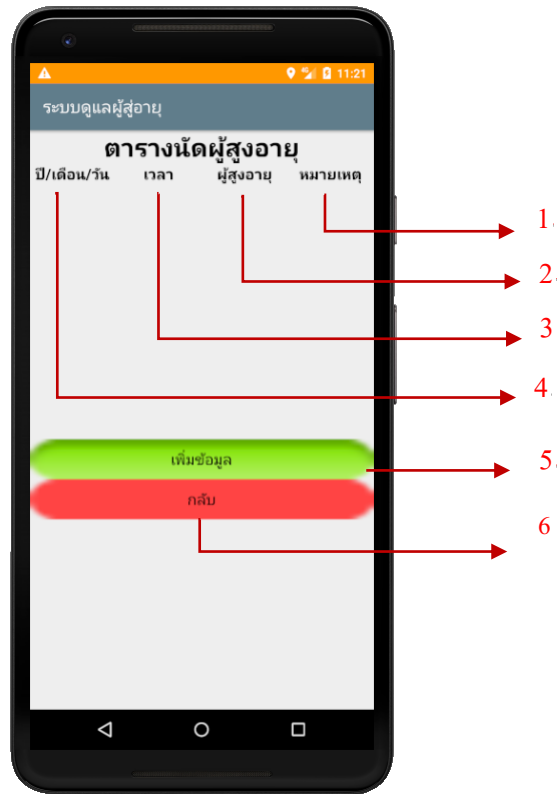 11:21
ระบบดูแลผู้สู่อายุ
ตารางนัดผู้สูงอายุ
ปี/เดือน/วัน เวลา ผู้สูงอายุ หมายเหตุ
1.
2.
3
4.
เพิ่มข้อมูล 5.
กลับ
6